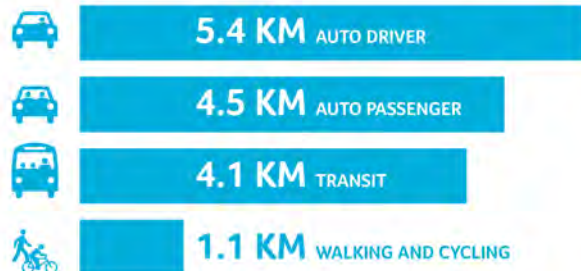 5.4 KM AUTO DRIVER
4.5 KM AUTO PASSENGER
4.1 KM TRANSIT
1.1 KM WALKING AND CYCLING